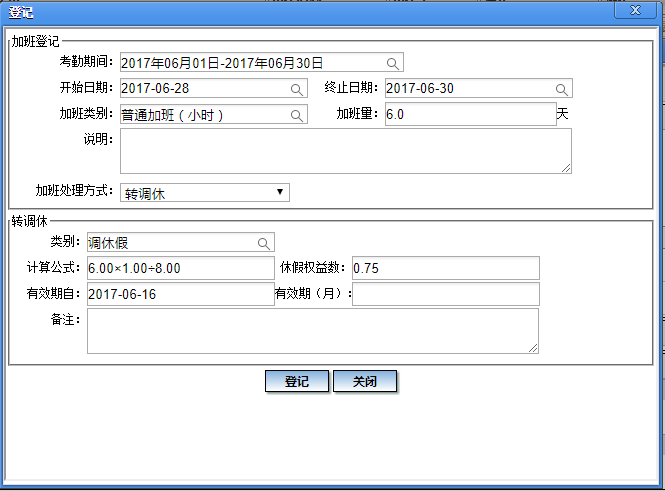 登记 X
加班登记
考勤期间： 2017年06月01日-2017年06月30日
开始日期： 2017-06-28 终止日期： 2017-06-30
加班类别： 普通加班（小时） 加班量： 6.0 天
说明：
加班处理方式： 转调休
转调休
类别： 调休假
计算公式： 6.00×1.00÷8.00 休假权益数： 0.75
有效期自： 2017-06-16 有效期（月）：
备注：
登记 关闭